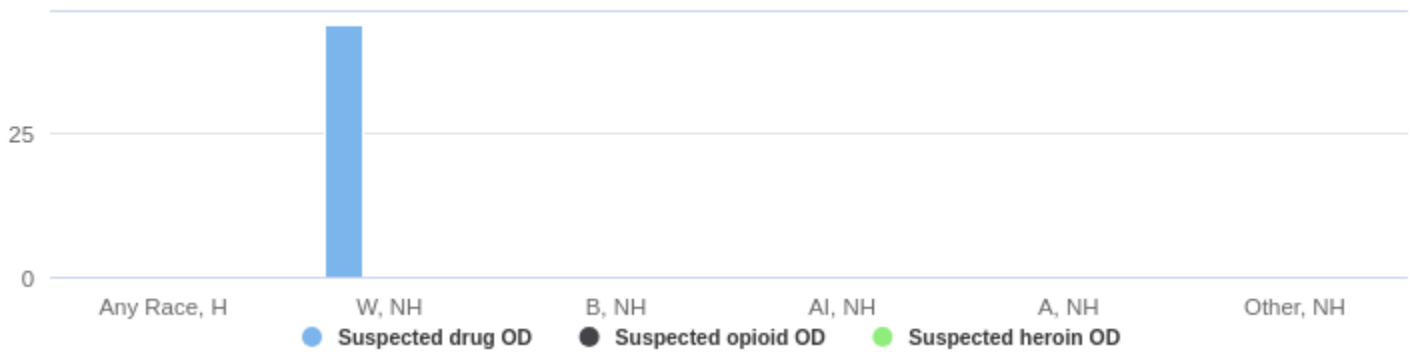 25
0
Any Race, H W, NH B, NH AI, NH A, NH Other, NH
Suspected drug OD Suspected opioid OD Suspected heroin OD